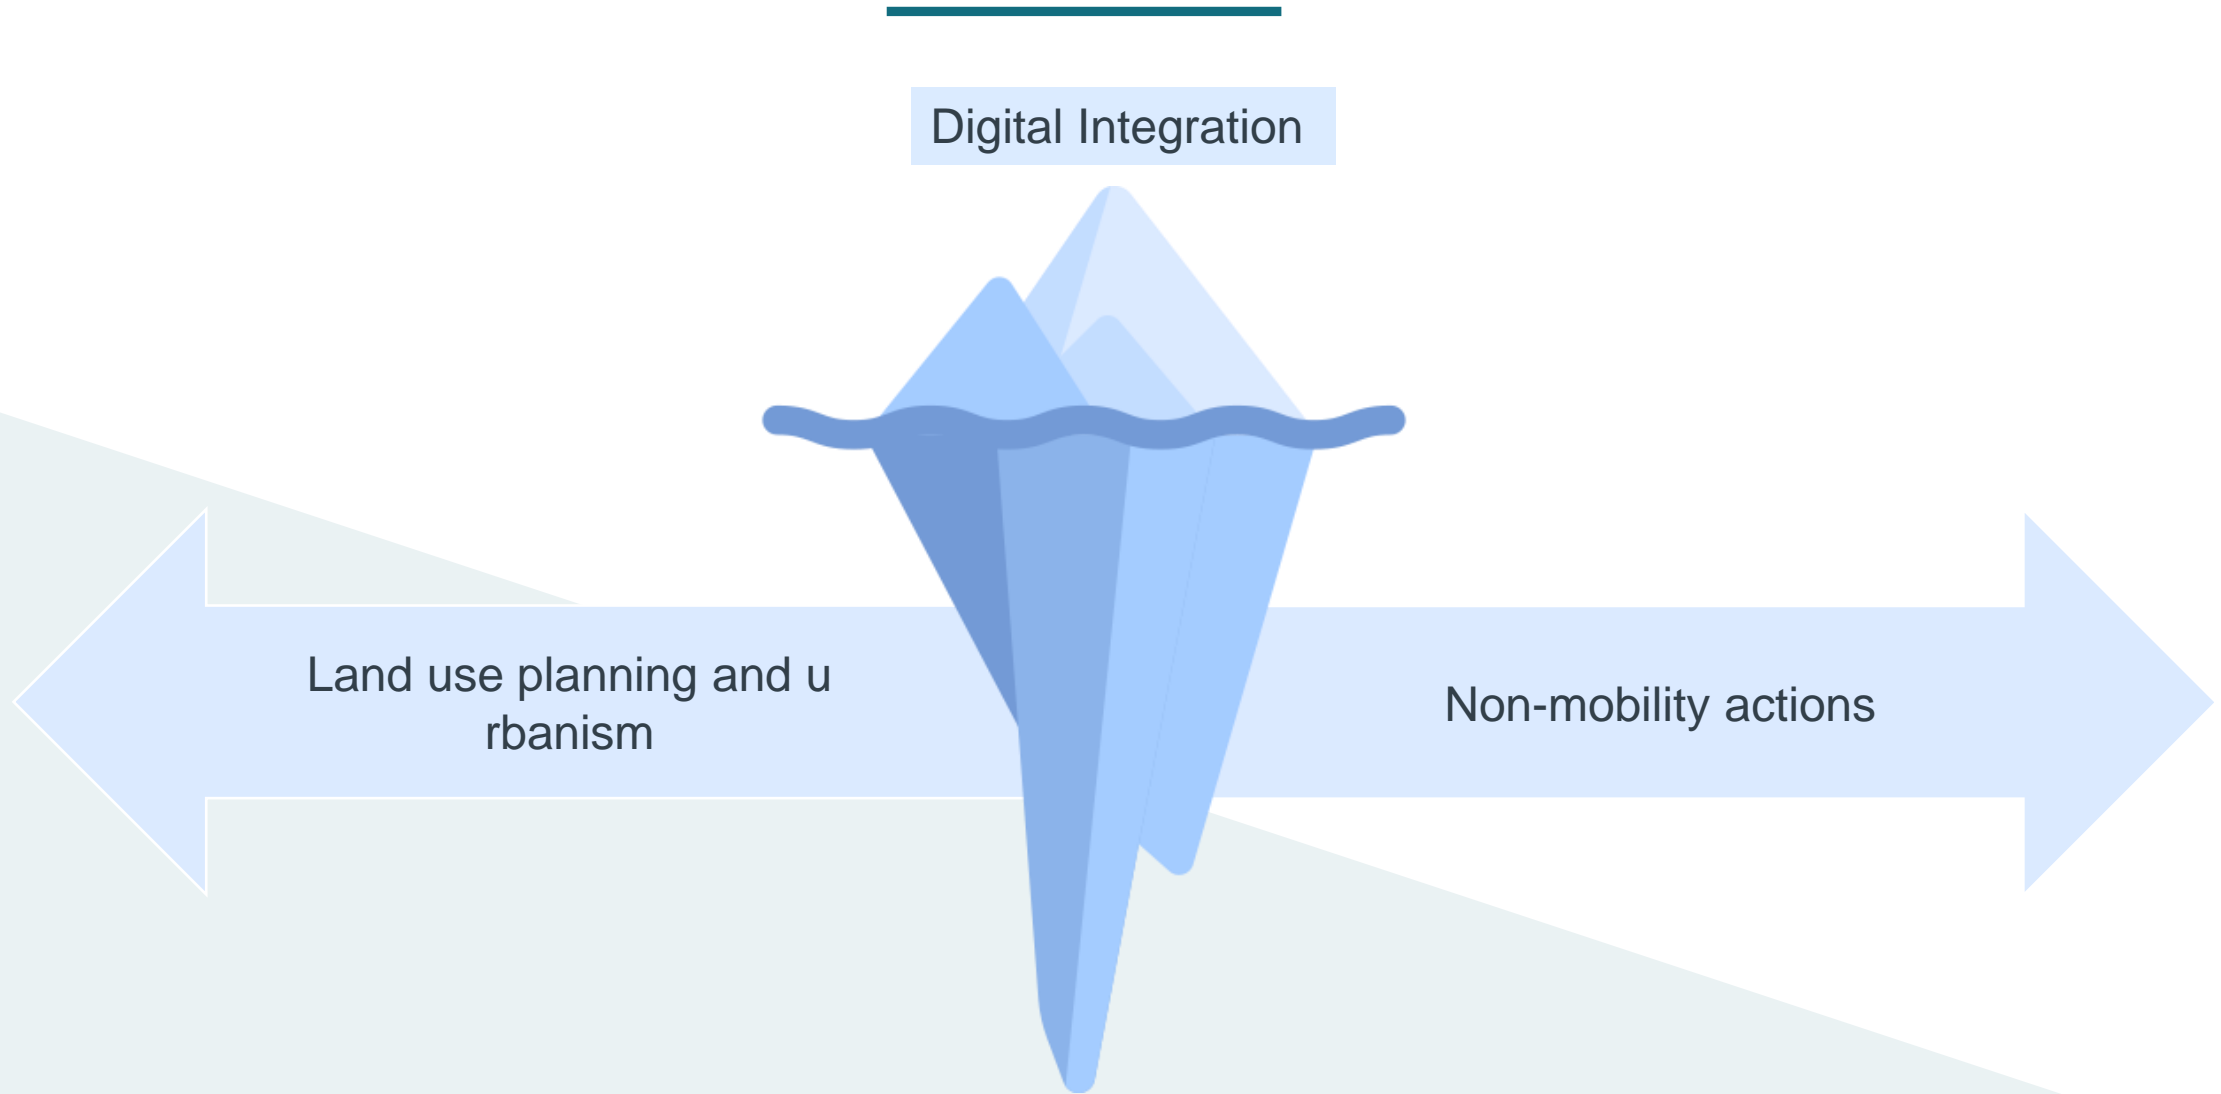 Digital Integration
Land use planning and u
rbanism
Non-mobility actions